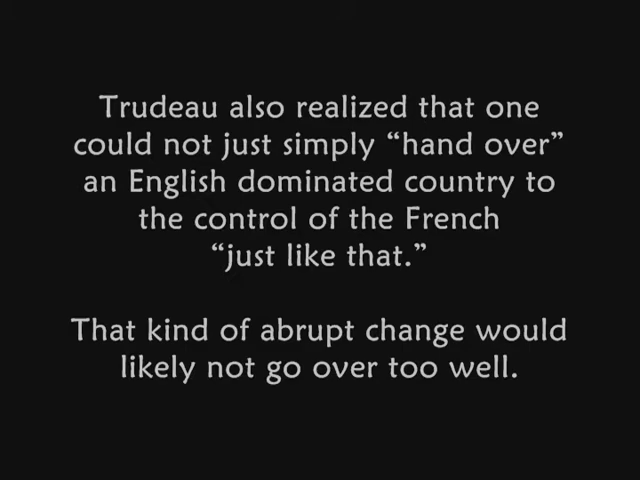 Trudeau also realized that one
could not just simply “hand over”
an English dominated country to
the control of the French
“just like that.”
That kind of abrupt change would
likely not go over too well.